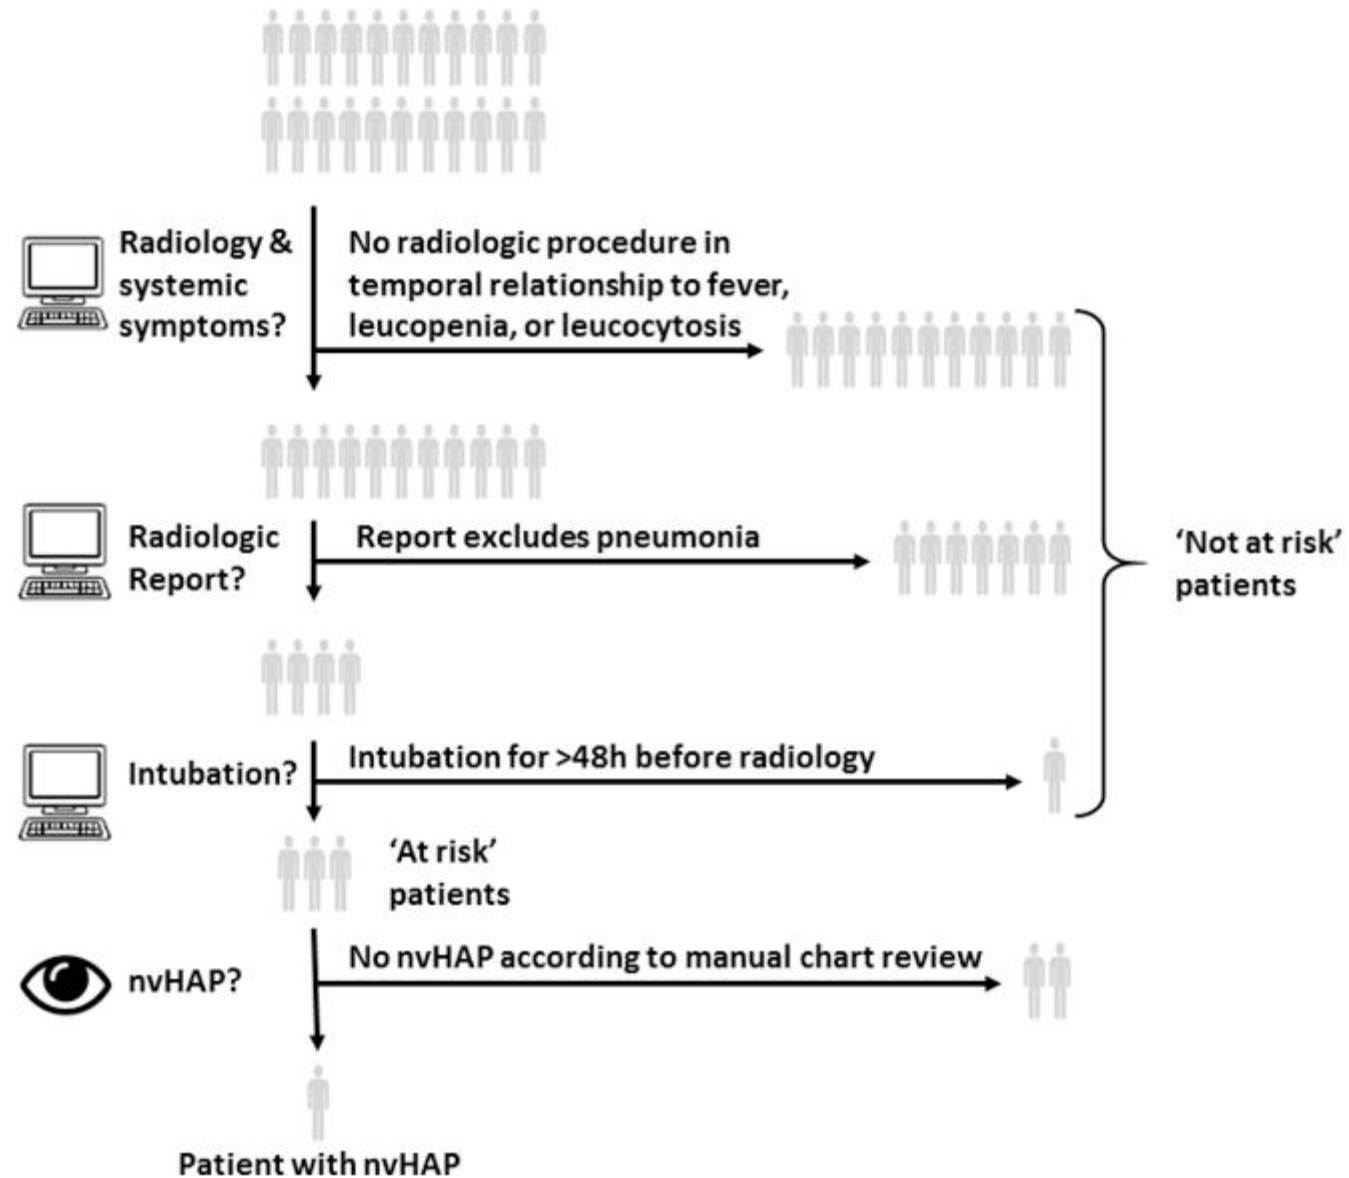 Radiology &
systemic
symptoms?
No radiologic procedure in
temporal relationship to fever,
leucopenia, or leucocytosis
Radiologic
Report?
Report excludes pneumonia
‘Not at risk’
patients
Intubation?
Intubation for >48h before radiology
‘At risk’
patients
nvHAP?
No nvHAP according to manual chart review
Patient with nvHAP